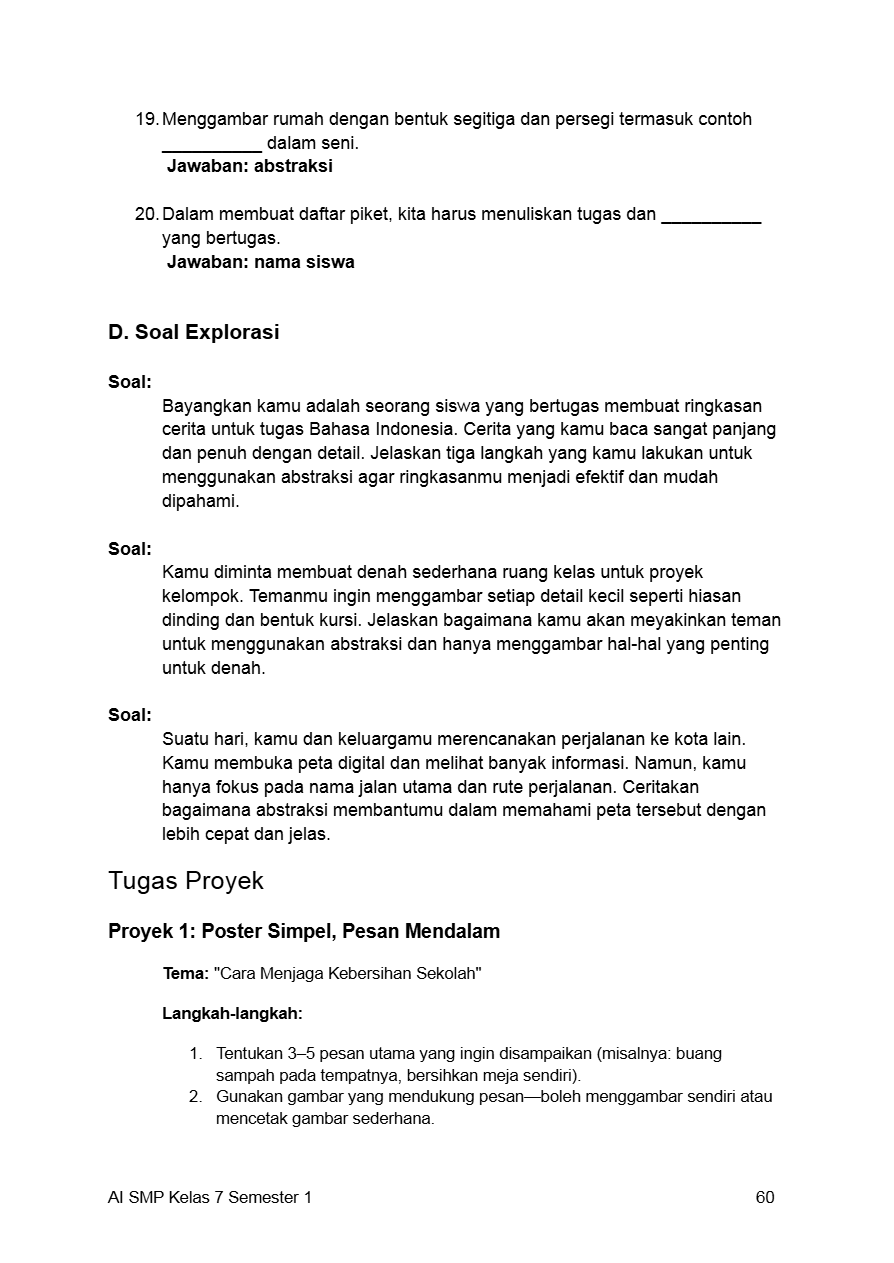 19. Menggambar rumah dengan bentuk segitiga dan persegi termasuk contoh
__________ dalam seni.
Jawaban: abstraksi
20. Dalam membuat daftar piket, kita harus menuliskan tugas dan __________
yang bertugas.
Jawaban: nama siswa
D. Soal Explorasi
Soal:
Bayangkan kamu adalah seorang siswa yang bertugas membuat ringkasan
cerita untuk tugas Bahasa Indonesia. Cerita yang kamu baca sangat panjang
dan penuh dengan detail. Jelaskan tiga langkah yang kamu lakukan untuk
menggunakan abstraksi agar ringkasanmu menjadi efektif dan mudah
dipahami.
Soal:
Kamu diminta membuat denah sederhana ruang kelas untuk proyek
kelompok. Temanmu ingin menggambar setiap detail kecil seperti hiasan
dinding dan bentuk kursi. Jelaskan bagaimana kamu akan meyakinkan teman
untuk menggunakan abstraksi dan hanya menggambar hal-hal yang penting
untuk denah.
Soal:
Suatu hari, kamu dan keluargamu merencanakan perjalanan ke kota lain.
Kamu membuka peta digital dan melihat banyak informasi. Namun, kamu
hanya fokus pada nama jalan utama dan rute perjalanan. Ceritakan
bagaimana abstraksi membantumu dalam memahami peta tersebut dengan
lebih cepat dan jelas.
Tugas Proyek
Proyek 1: Poster Simpel, Pesan Mendalam
Tema: "Cara Menjaga Kebersihan Sekolah"
Langkah-langkah:
1. Tentukan 3–5 pesan utama yang ingin disampaikan (misalnya: buang
sampah pada tempatnya, bersihkan meja sendiri).
2. Gunakan gambar yang mendukung pesan—boleh menggambar sendiri atau
mencetak gambar sederhana.
AI SMP Kelas 7 Semester 1 60